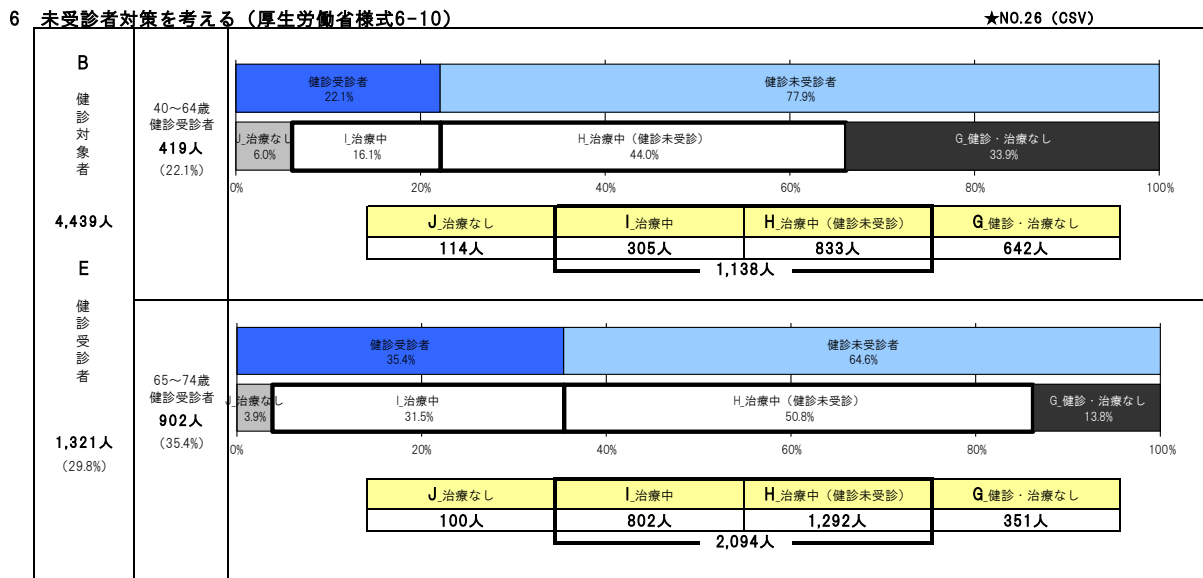 6 未受診者対策を考える(厚生労働省様式6-10)
★NO.26(CSV)
B
健診対象者
4,439人
E
健診受診者
1,321人
(29.8%)
40~64歳
健診受診者
419人
(22.1%)
健診受診者
22.1%
健診未受診者
77.9%
J_治療なし
6.0%
I_治療中
16.1%
H_治療中(健診未受診)
44.0%
G_健診・治療なし
33.9%
0% 20% 40% 60% 80% 100%
J_治療なし I_治療中 H_治療中(健診未受診) G_健診・治療なし
114人 305人 833人 642人
1,138人
65~74歳
健診受診者
902人
(35.4%)
健診受診者
35.4%
健診未受診者
64.6%
J_治療なし
3.9%
I_治療中
31.5%
H_治療中(健診未受診)
50.8%
G_健診・治療なし
13.8%
0% 20% 40% 60% 80% 100%
J_治療なし I_治療中 H_治療中(健診未受診) G_健診・治療なし
100人 802人 1,292人 351人
2,094人